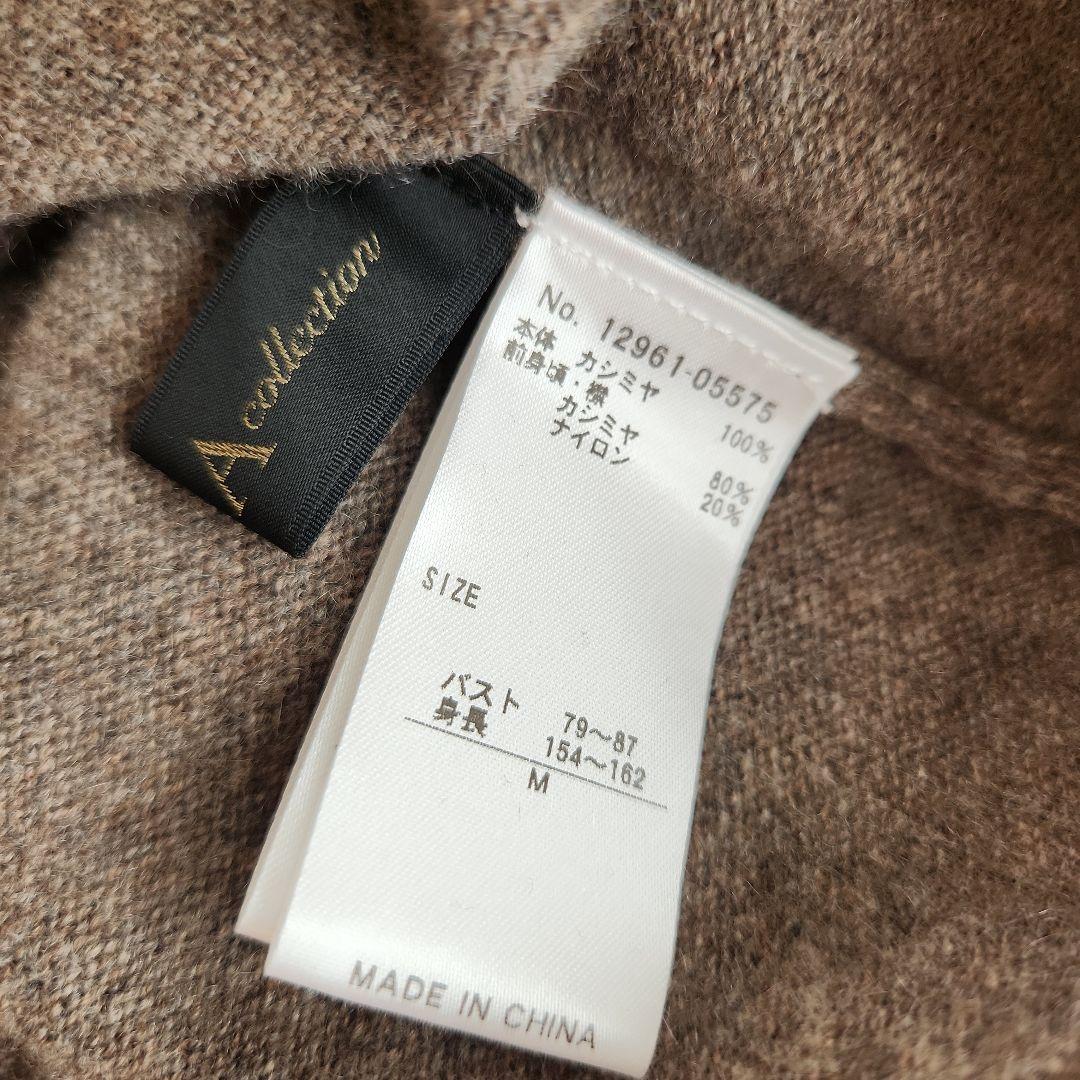 A collection
No. 12961-05575
本体 カシミヤ 100%
前身頃・襟
カシミヤ 80%
ナイロン 20%
SIZE
バスト 79〜87
身長 154〜162
M
MADE IN CHINA